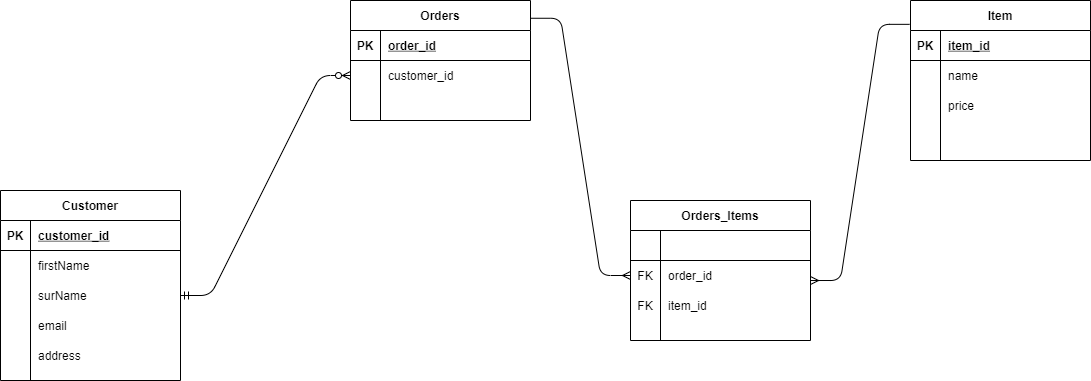 Orders
PK order_id
customer_id
Item
PK item_id
name
price
Customer
PK customer_id
firstName
surName
email
address
Orders_Items
FK order_id
FK item_id